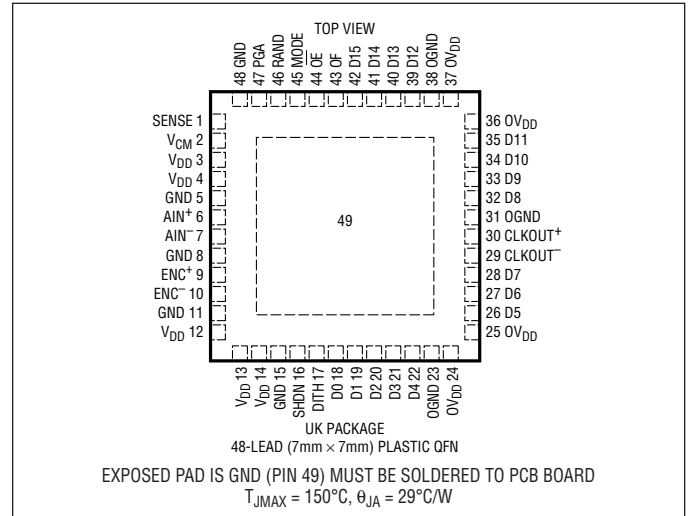 TOP VIEW
48 GND
47 PGA
46 RAND
45 MODE
44 O̅E̅
43 OF
42 D15
41 D14
40 D13
39 D12
38 OGND
37 OVDD
SENSE 1
VCM 2
VDD 3
VDD 4
GND 5
AIN+ 6
AIN– 7
GND 8
ENC+ 9
ENC– 10
GND 11
VDD 12
49
36 OVDD
35 D11
34 D10
33 D9
32 D8
31 OGND
30 CLKOUT+
29 CLKOUT–
28 D7
27 D6
26 D5
25 OVDD
VDD 13
VDD 14
GND 15
SHDN 16
DITH 17
D0 18
D1 19
D2 20
D3 21
D4 22
OGND 23
OVDD 24
UK PACKAGE
48-LEAD (7mm × 7mm) PLASTIC QFN
EXPOSED PAD IS GND (PIN 49) MUST BE SOLDERED TO PCB BOARD
TJMAX = 150°C, θJA = 29°C/W